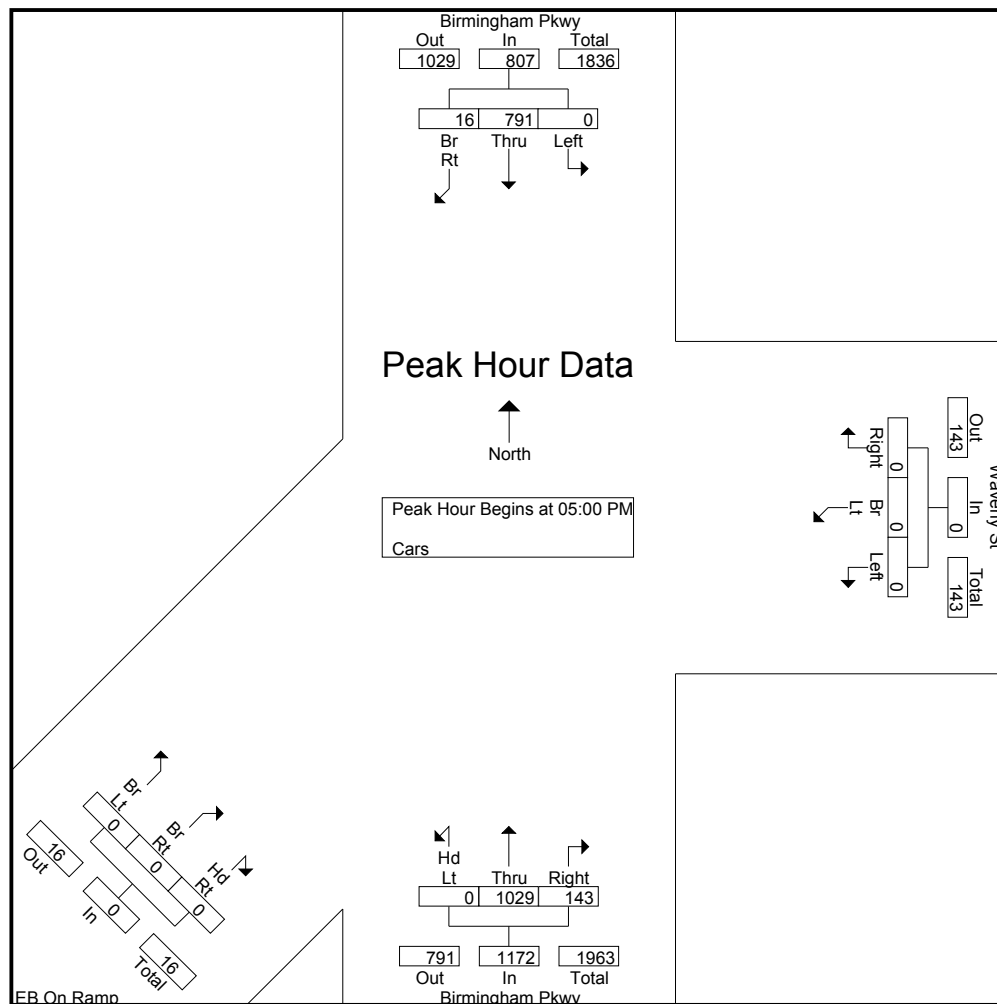 Birmingham Pkwy
Out In Total
1029 807 1836
16 791 0
Br Thru Left
Rt
Peak Hour Data
North
Peak Hour Begins at 05:00 PM
Cars
Waverly St
Out In Total
143 0 143
0 0 0
Right Br Left
Lt
Br Br Hd
Lt Rt Rt
0 0 0
16 0 16
Out In Total
EB On Ramp
Hd
Lt Thru Right
0 1029 143
791 1172 1963
Out In Total
Birmingham Pkwy